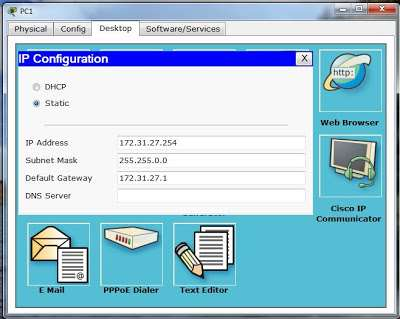 PC1
Physical Config Desktop Software/Services
IP Configuration X
DHCP
Static
IP Address 172.31.27.254
Subnet Mask 255.255.0.0
Default Gateway 172.31.27.1
DNS Server
http:
Web Browser
Cisco IP
Communicator
@
E Mail PPPoE Dialer Text Editor